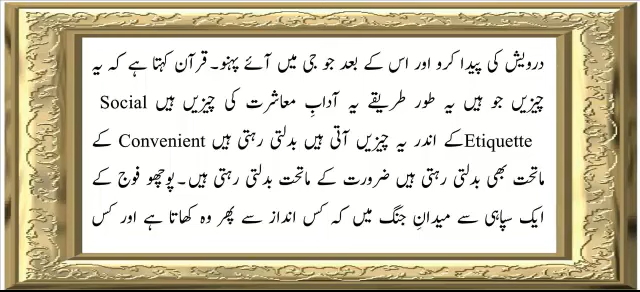 درویش کی پیدا کرو اور اس کے بعد جو جی میں آئے پہنو۔ قرآن کہتا ہے کہ یہ
چیزیں جو ہیں یہ طور طریقے یہ آدابِ معاشرت کی چیزیں ہیں Social
Etiquette کے اندر یہ چیزیں آتی ہیں بدلتی رہتی ہیں Convenient کے
ماتحت بھی بدلتی رہتی ہیں ضرورت کے ماتحت بدلتی رہتی ہیں۔ پوچھو فوج کے
ایک سپاہی سے میدانِ جنگ میں کہ کس انداز سے پھر وہ کھاتا ہے اور کس